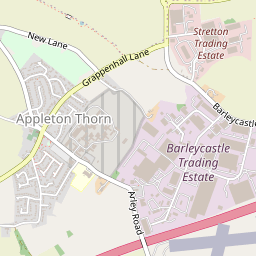 New Lane
Grappenhall Lane
Stretton
Trading
Estate
Appleton Thorn
Barleycastle
Barleycastle
Trading
Estate
Arley Road